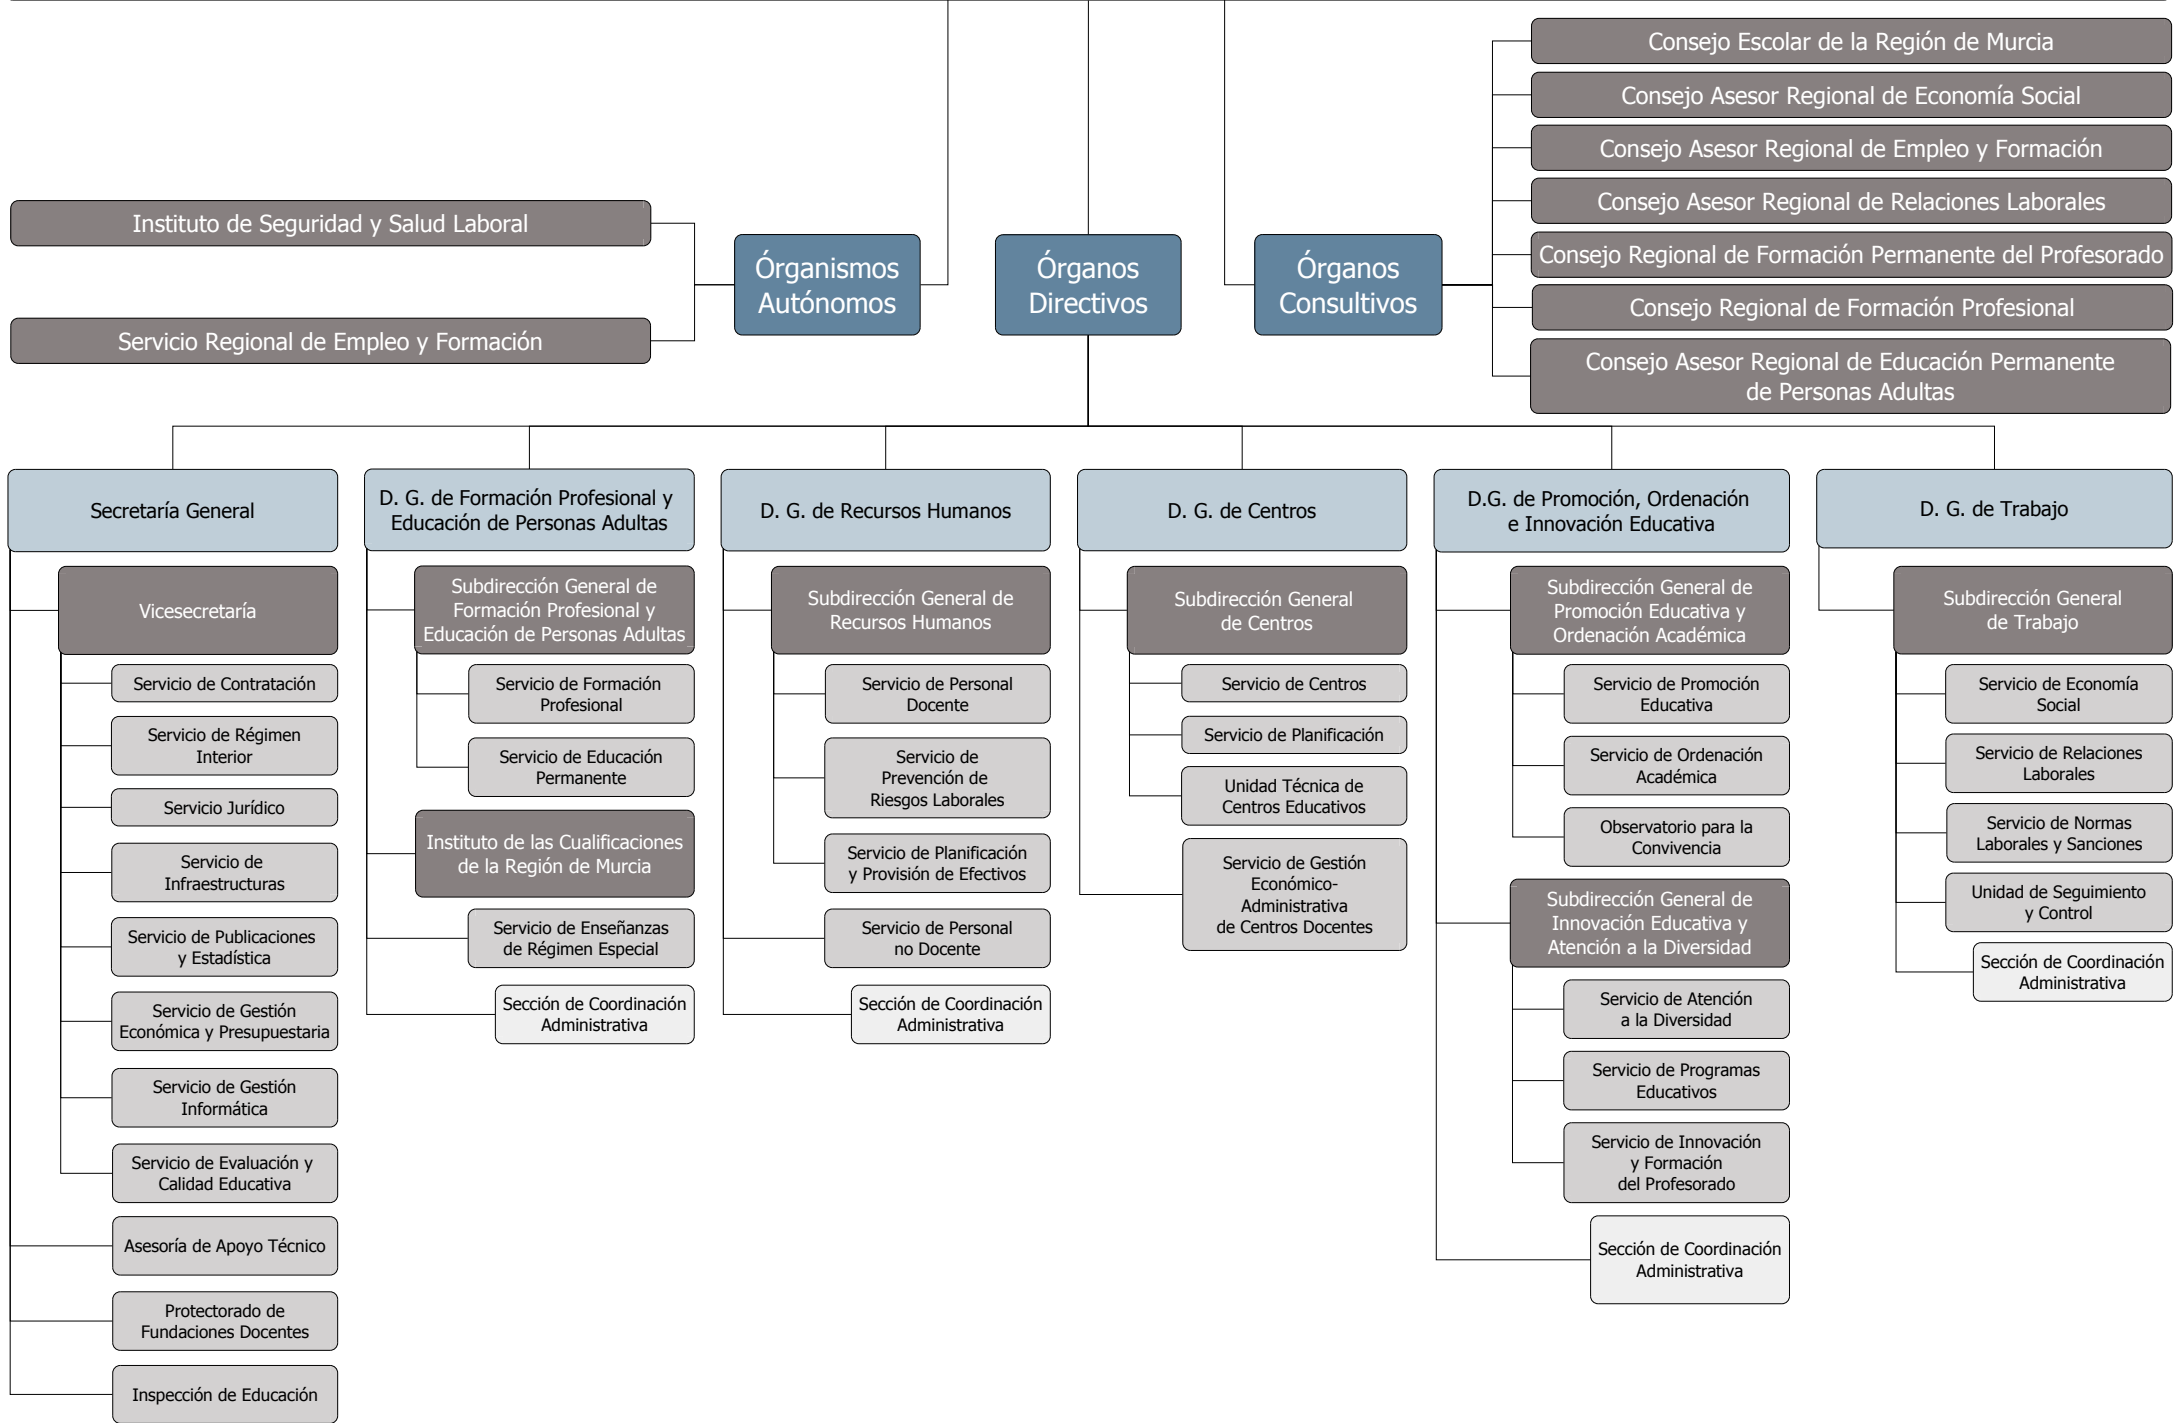 Consejo Escolar de la Región de Murcia
Consejo Asesor Regional de Economía Social
Consejo Asesor Regional de Empleo y Formación
Consejo Asesor Regional de Relaciones Laborales
Consejo Regional de Formación Permanente del Profesorado
Consejo Regional de Formación Profesional
Consejo Asesor Regional de Educación Permanente
de Personas Adultas
Instituto de Seguridad y Salud Laboral
Servicio Regional de Empleo y Formación
Órganismos
Autónomos
Órganos
Directivos
Órganos
Consultivos
Secretaría General
Vicesecretaría
Servicio de Contratación
Servicio de Régimen
Interior
Servicio Jurídico
Servicio de
Infraestructuras
Servicio de Publicaciones
y Estadística
Servicio de Gestión
Económica y Presupuestaria
Servicio de Gestión
Informática
Servicio de Evaluación y
Calidad Educativa
Asesoría de Apoyo Técnico
Protectorado de
Fundaciones Docentes
Inspección de Educación
D. G. de Formación Profesional y
Educación de Personas Adultas
Subdirección General de
Formación Profesional y
Educación de Personas Adultas
Servicio de Formación
Profesional
Servicio de Educación
Permanente
Instituto de las Cualificaciones
de la Región de Murcia
Servicio de Enseñanzas
de Régimen Especial
Sección de Coordinación
Administrativa
D. G. de Recursos Humanos
Subdirección General de
Recursos Humanos
Servicio de Personal
Docente
Servicio de
Prevención de
Riesgos Laborales
Servicio de Planificación
y Provisión de Efectivos
Servicio de Personal
no Docente
Sección de Coordinación
Administrativa
D. G. de Centros
Subdirección General
de Centros
Servicio de Centros
Servicio de Planificación
Unidad Técnica de
Centros Educativos
Servicio de Gestión
Económico-
Administrativa
de Centros Docentes
D.G. de Promoción, Ordenación
e Innovación Educativa
Subdirección General de
Promoción Educativa y
Ordenación Académica
Servicio de Promoción
Educativa
Servicio de Ordenación
Académica
Observatorio para la
Convivencia
Subdirección General de
Innovación Educativa y
Atención a la Diversidad
Servicio de Atención
a la Diversidad
Servicio de Programas
Educativos
Servicio de Innovación
y Formación
del Profesorado
Sección de Coordinación
Administrativa
D. G. de Trabajo
Subdirección General
de Trabajo
Servicio de Economía
Social
Servicio de Relaciones
Laborales
Servicio de Normas
Laborales y Sanciones
Unidad de Seguimiento
y Control
Sección de Coordinación
Administrativa